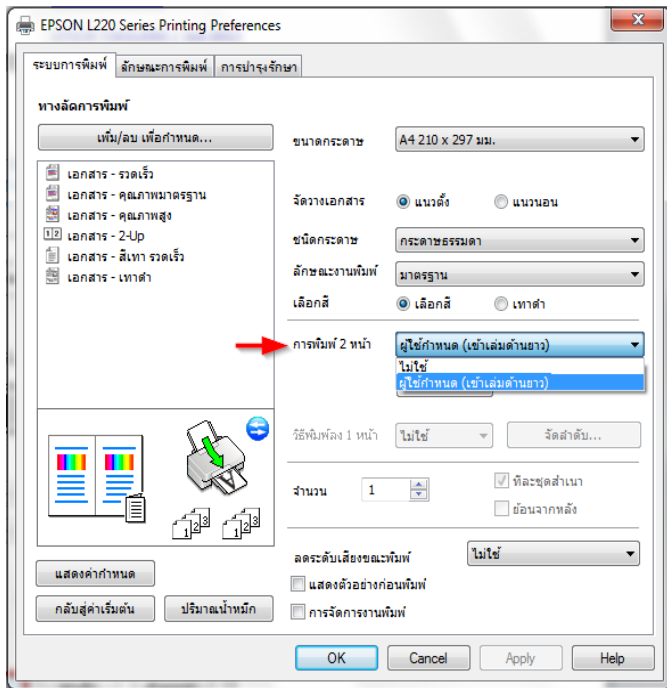 EPSON L220 Series Printing Preferences
ระบบการพิมพ์ ลักษณะการพิมพ์ การบำรุงรักษา
ทางลัดการพิมพ์
เพิ่ม/ลบ เพื่อกำหนด...
เอกสาร - รวดเร็ว
เอกสาร - คุณภาพมาตรฐาน
เอกสาร - คุณภาพสูง
12 เอกสาร - 2-Up
เอกสาร - สีเทา รวดเร็ว
เอกสาร - เทาดำ
1 2 3 1 2 3
แสดงค่ากำหนด
กลับสู่ค่าเริ่มต้น ปริมาณน้ำหมึก
ขนาดกระดาษ A4 210 x 297 มม.
จัดวางเอกสาร แนวตั้ง แนวนอน
ชนิดกระดาษ กระดาษธรรมดา
ลักษณะงานพิมพ์ มาตรฐาน
เลือกสี เลือกสี เทาดำ
การพิมพ์ 2 หน้า ผู้ใช้กำหนด (เข้าเล่มด้านยาว)
ไม่ใช้
ผู้ใช้กำหนด (เข้าเล่มด้านยาว)
วิธีพิมพ์ลง 1 หน้า ไม่ใช้ จัดลำดับ...
จำนวน 1 ทีละชุดสำเนา
ย้อนจากหลัง
ลดระดับเสียงขณะพิมพ์ ไม่ใช้
แสดงตัวอย่างก่อนพิมพ์
การจัดการงานพิมพ์
OK Cancel Apply Help